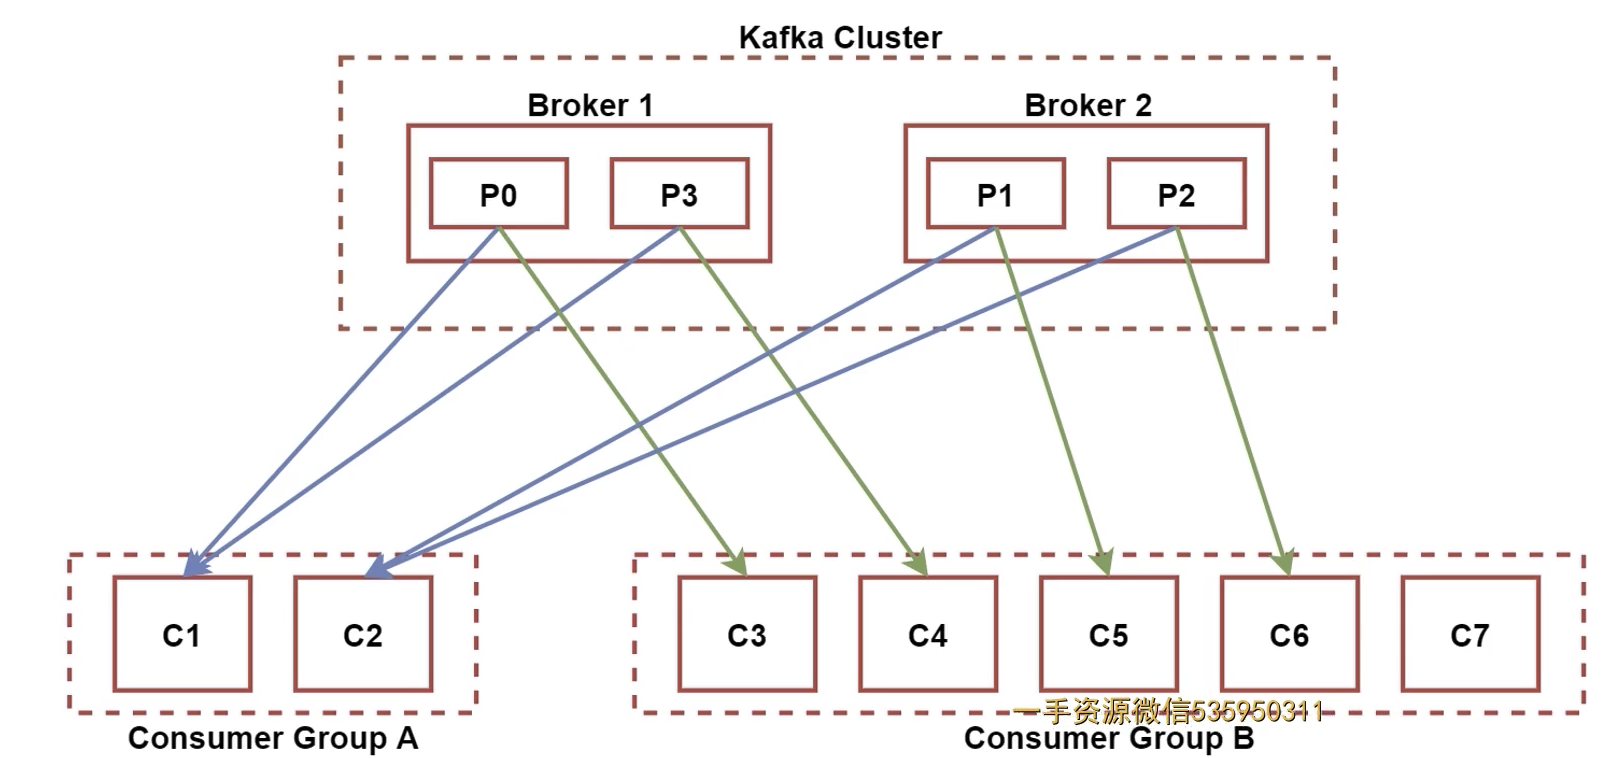 Kafka Cluster
Broker 1
Broker 2
P0
P3
P1
P2
C1
C2
C3
C4
C5
C6
C7
一手资源微信535950311
Consumer Group A
Consumer Group B